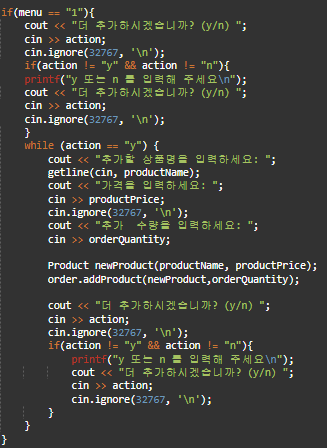 if(menu == "1"){
    cout << "더 추가하시겠습니까? (y/n) ";
    cin >> action;
    cin.ignore(32767, '\n');
    if(action != "y" && action != "n"){
    printf("y 또는 n 를 입력해 주세요\n");
    cout << "더 추가하시겠습니까? (y/n) ";
    cin >> action;
    cin.ignore(32767, '\n');
    }
    while (action == "y") {
        cout << "추가할 상품명을 입력하세요: ";
        getline(cin, productName);
        cout << "가격을 입력하세요: ";
        cin >> productPrice;
        cin.ignore(32767, '\n');
        cout << "추가  수량을 입력하세요: ";
        cin >> orderQuantity;

        Product newProduct(productName, productPrice);
        order.addProduct(newProduct,orderQuantity);

        cout << "더 추가하시겠습니까? (y/n) ";
        cin >> action;
        cin.ignore(32767, '\n');
        if(action != "y" && action != "n"){
            printf("y 또는 n 를 입력해 주세요\n");
            cout << "더 추가하시겠습니까? (y/n) ";
            cin >> action;
            cin.ignore(32767, '\n');
        }
    }
}